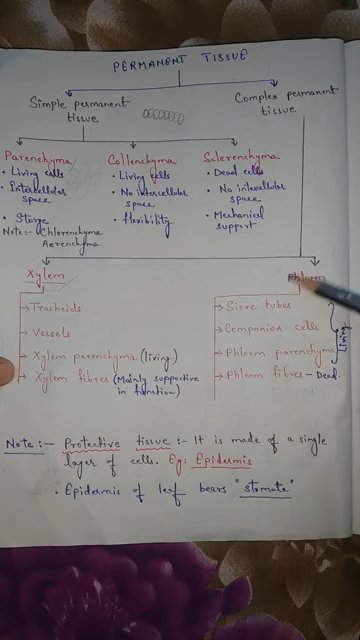 PERMANENT TISSUE
Simple permanent
tissue
Complex permanent
tissue
Parenchyma
• Living cells
• Intercellular
space
• Storge
Note:- Chlorenchyma
Aerenchyma
Collenchyma
• Living cells
• No intercellular
space
• flexibility
Sclerenchyma
• Dead cells
• No intercellular
space
• Mechanical
support
Xylem
Tracheids
Vessels
Xylem parenchyma (living)
Xylem fibres (Mainly supportive
in function)
Phloem
Sieve tubes
Companion cells
Phloem parenchyma
Phloem fibres - Dead.
Note:- Protective tissue:- It is made of a single
layer of cells. Eg: Epidermis
• Epidermis of leaf bears "stomata"